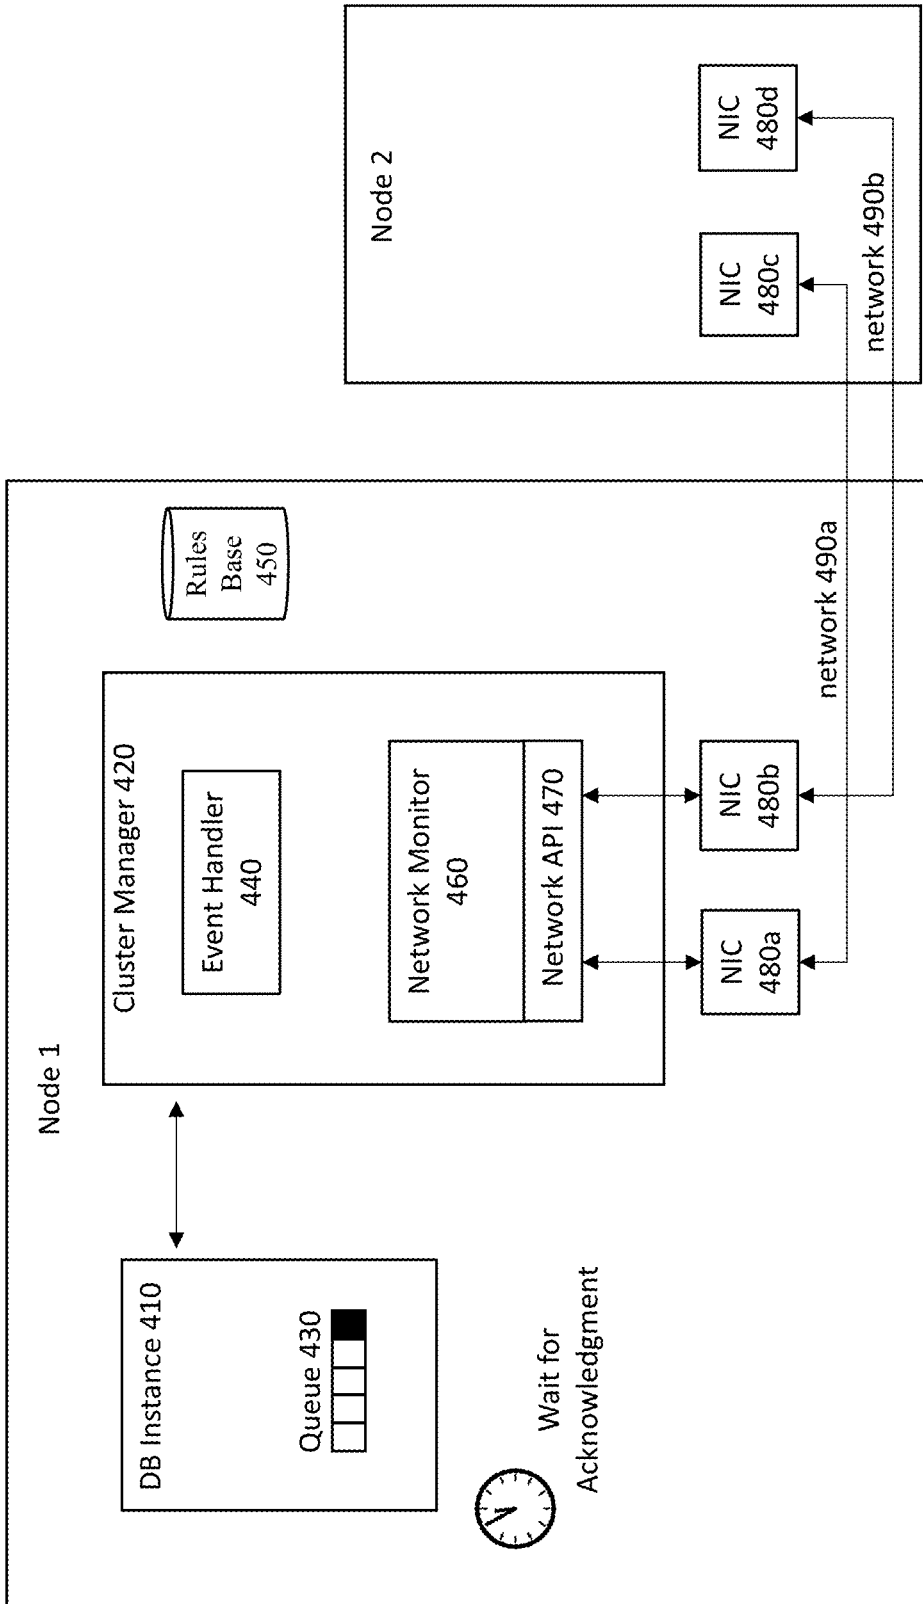 Node 1
DB Instance 410
Queue 430
Wait for
Acknowledgment
Cluster Manager 420
Event Handler
440
Network Monitor
460
Network API 470
Rules
Base
450
NIC
480a
NIC
480b
network 490a
Node 2
NIC
480c
NIC
480d
network 490b